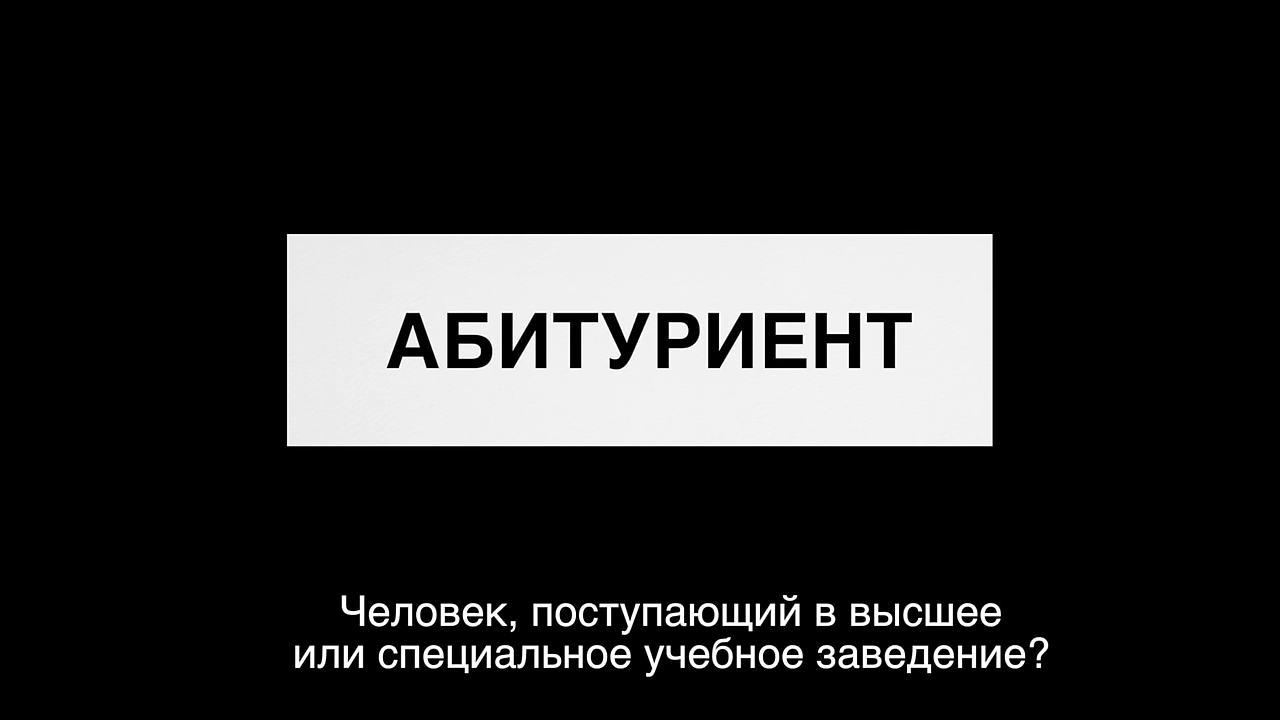 АБИТУРИЕНТ
Человек, поступающий в высшее
или специальное учебное заведение?